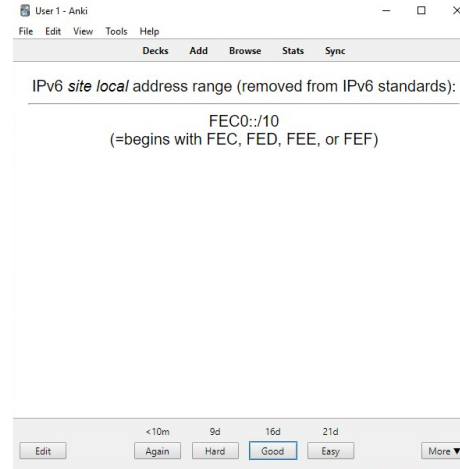 User 1 - Anki
File Edit View Tools Help
Decks Add Browse Stats Sync
IPv6 site local address range (removed from IPv6 standards):
FEC0::/10
(=begins with FEC, FED, FEE, or FEF)
<10m 9d 16d 21d
Edit Again Hard Good Easy More ▼